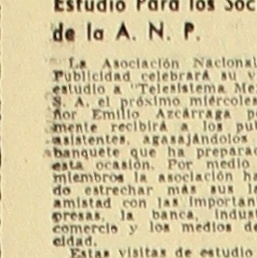 Estudio Para los Soc
de la A. N. P.
La Asociación Nacional
Publicidad celebrará su v
estudio a "Telesistema Me
S. A. el próximo miércoles
ñor Emilio Azcárraga pe
mente recibirá a los pub
asistentes, agasajándolos
banquete que ha preparad
esta ocasión. Por medio
miembros la asociación ha
do estrechar más sus la
amistad con las important
presas, la banca, indust
comercio y los medios de
cidad.
Estas visitas de estudio